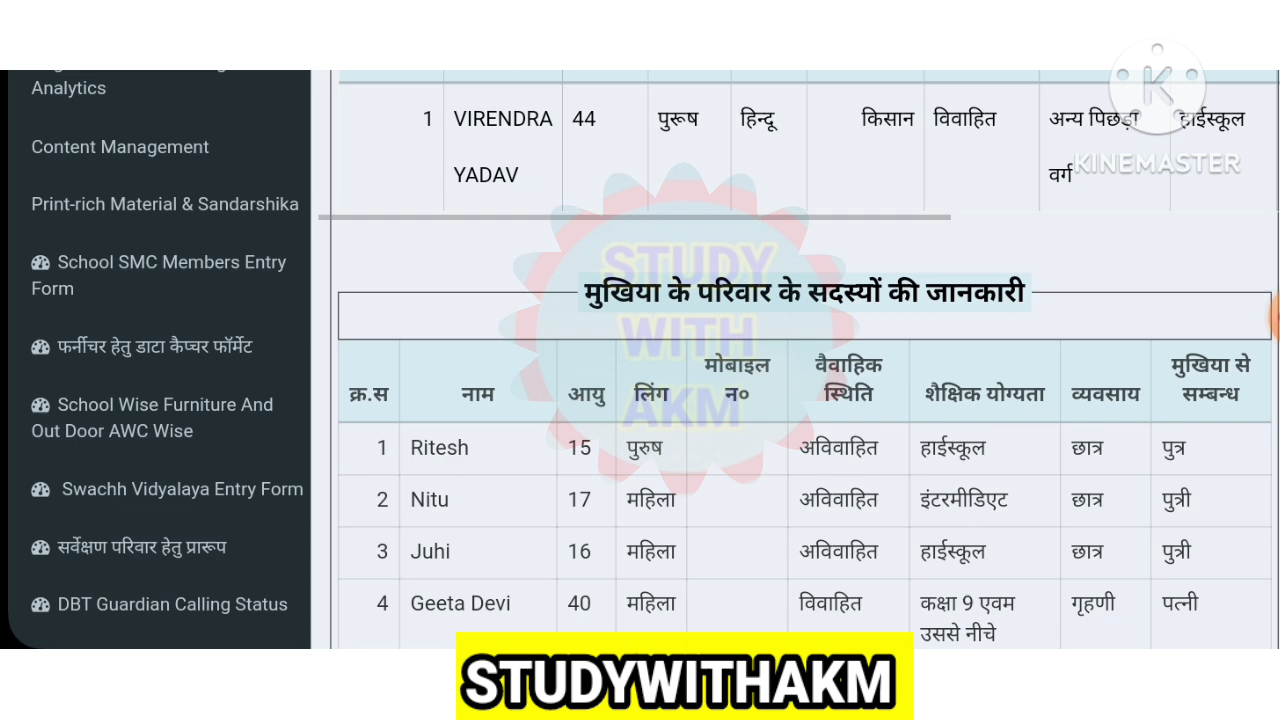 Analytics
Content Management
Print-rich Material & Sandarshika
School SMC Members Entry
Form
फर्नीचर हेतु डाटा कैप्चर फॉर्मेट
School Wise Furniture And
Out Door AWC Wise
Swachh Vidyalaya Entry Form
सर्वेक्षण परिवार हेतु प्रारूप
DBT Guardian Calling Status
1 VIRENDRA 44 पुरूष हिन्दू किसान विवाहित अन्य पिछड़ा हाईस्कूल
YADAV वर्ग
KINEMASTER
STUDY
WITH
AKM
मुखिया के परिवार के सदस्यों की जानकारी
मोबाइल वैवाहिक मुखिया से
क्र.स नाम आयु लिंग न० स्थिति शैक्षिक योग्यता व्यवसाय सम्बन्ध
1 Ritesh 15 पुरुष अविवाहित हाईस्कूल छात्र पुत्र
2 Nitu 17 महिला अविवाहित इंटरमीडिएट छात्र पुत्री
3 Juhi 16 महिला अविवाहित हाईस्कूल छात्र पुत्री
4 Geeta Devi 40 महिला विवाहित कक्षा 9 एवम गृहणी पत्नी
उससे नीचे
STUDYWITHAKM